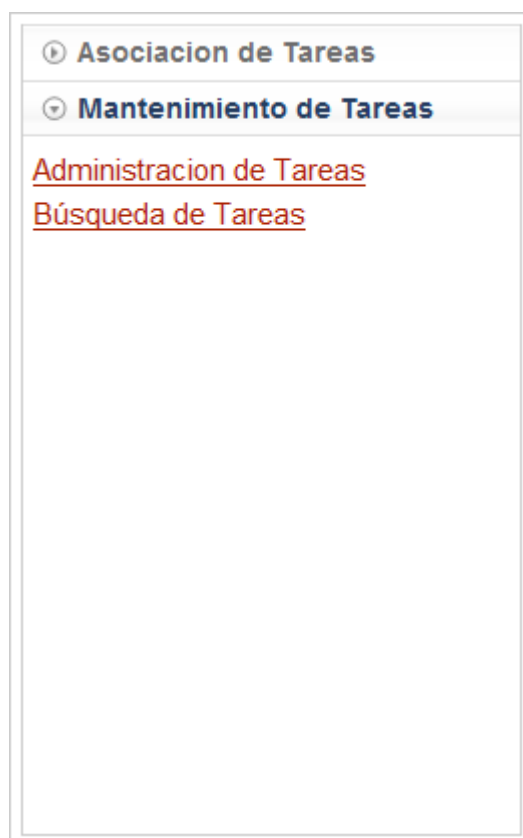 Asociacion de Tareas
Mantenimiento de Tareas
Administracion de Tareas
Búsqueda de Tareas